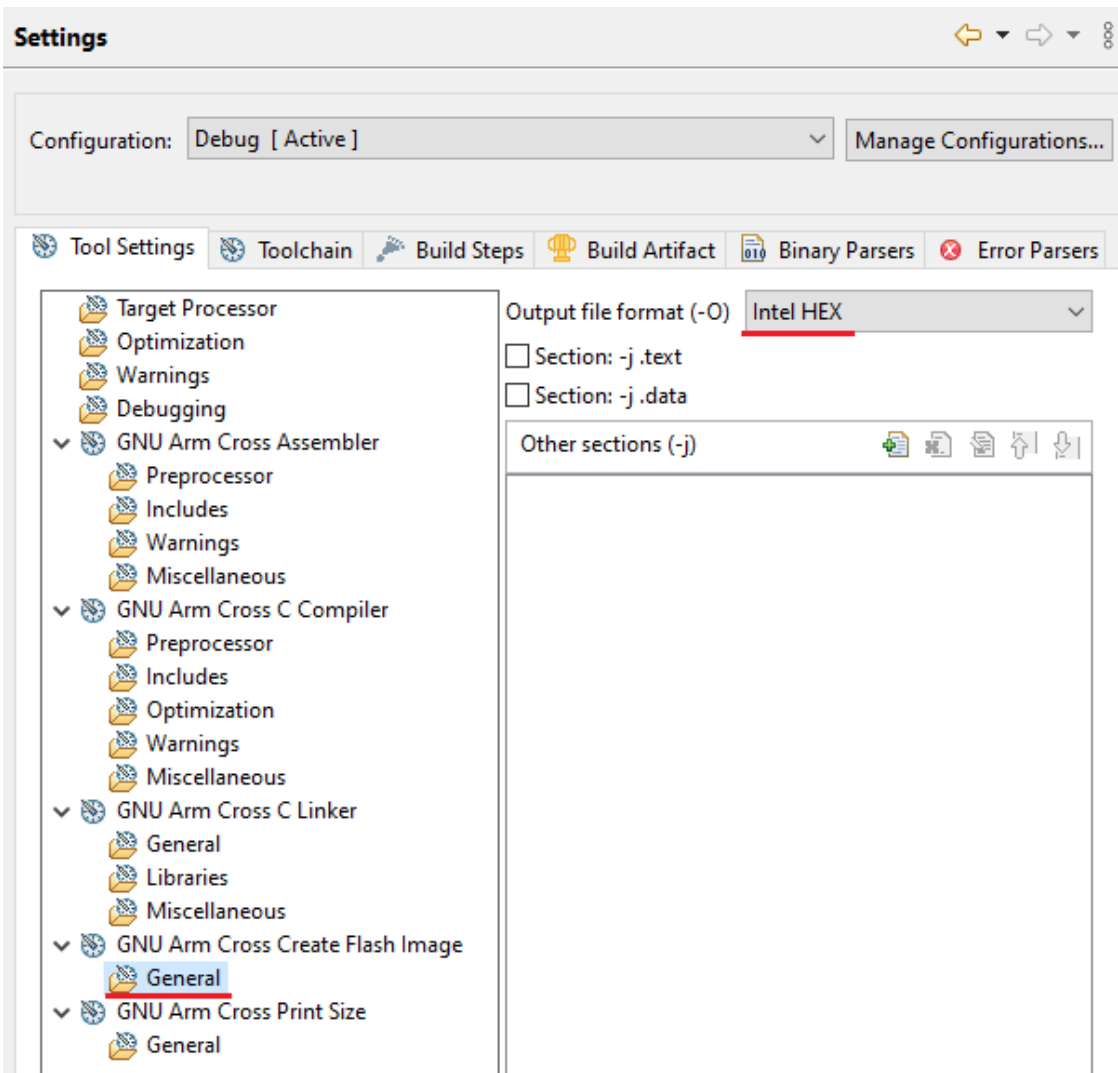 Settings
Configuration: Debug [ Active ] Manage Configurations...
Tool Settings Toolchain Build Steps Build Artifact Binary Parsers Error Parsers
Target Processor
Optimization
Warnings
Debugging
GNU Arm Cross Assembler
Preprocessor
Includes
Warnings
Miscellaneous
GNU Arm Cross C Compiler
Preprocessor
Includes
Optimization
Warnings
Miscellaneous
GNU Arm Cross C Linker
General
Libraries
Miscellaneous
GNU Arm Cross Create Flash Image
General
GNU Arm Cross Print Size
General
Output file format (-O) Intel HEX
Section: -j .text
Section: -j .data
Other sections (-j)